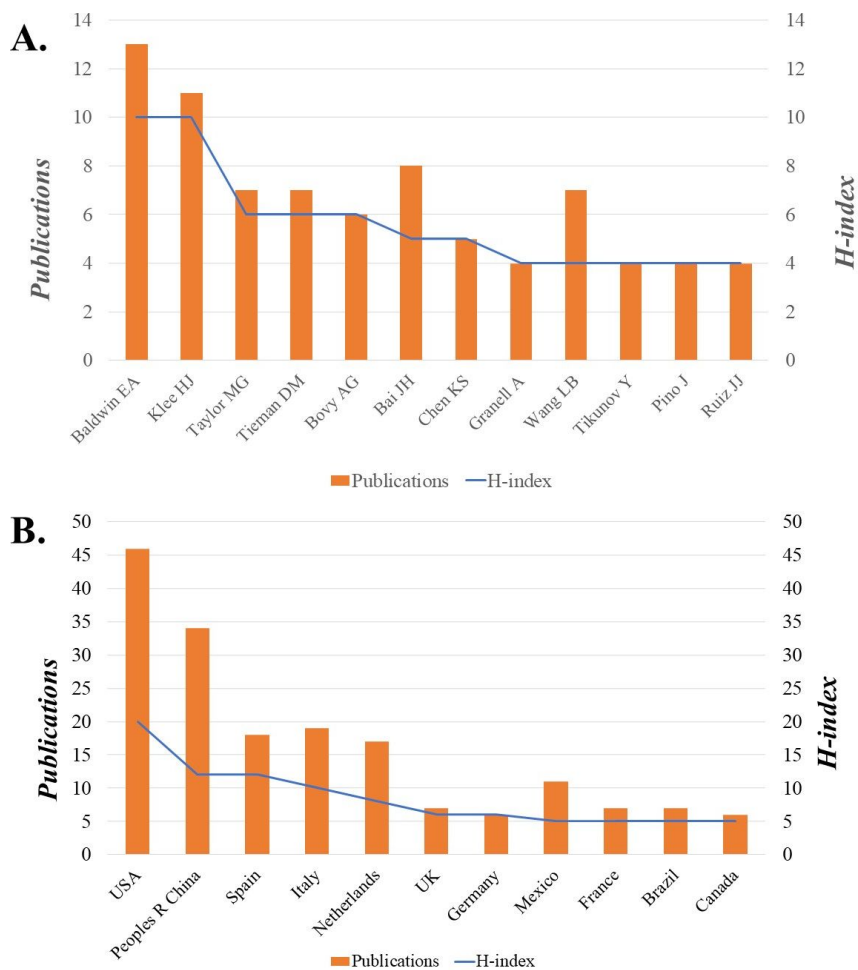 A.
14 14
12 12
10 10
8 8
6 6
4 4
2 2
0 0
Publications
H-index
Baldwin EA
Klee HJ
Taylor MG
Tieman DM
Bovy AG
Bai JH
Chen KS
Granell A
Wang LB
Tikunov Y
Pino J
Ruiz JJ
Publications H-index
B.
50 50
45 45
40 40
35 35
30 30
25 25
20 20
15 15
10 10
5 5
0 0
Publications
H-index
USA
Peoples R China
Spain
Italy
Netherlands
UK
Germany
Mexico
France
Brazil
Canada
Publications H-index